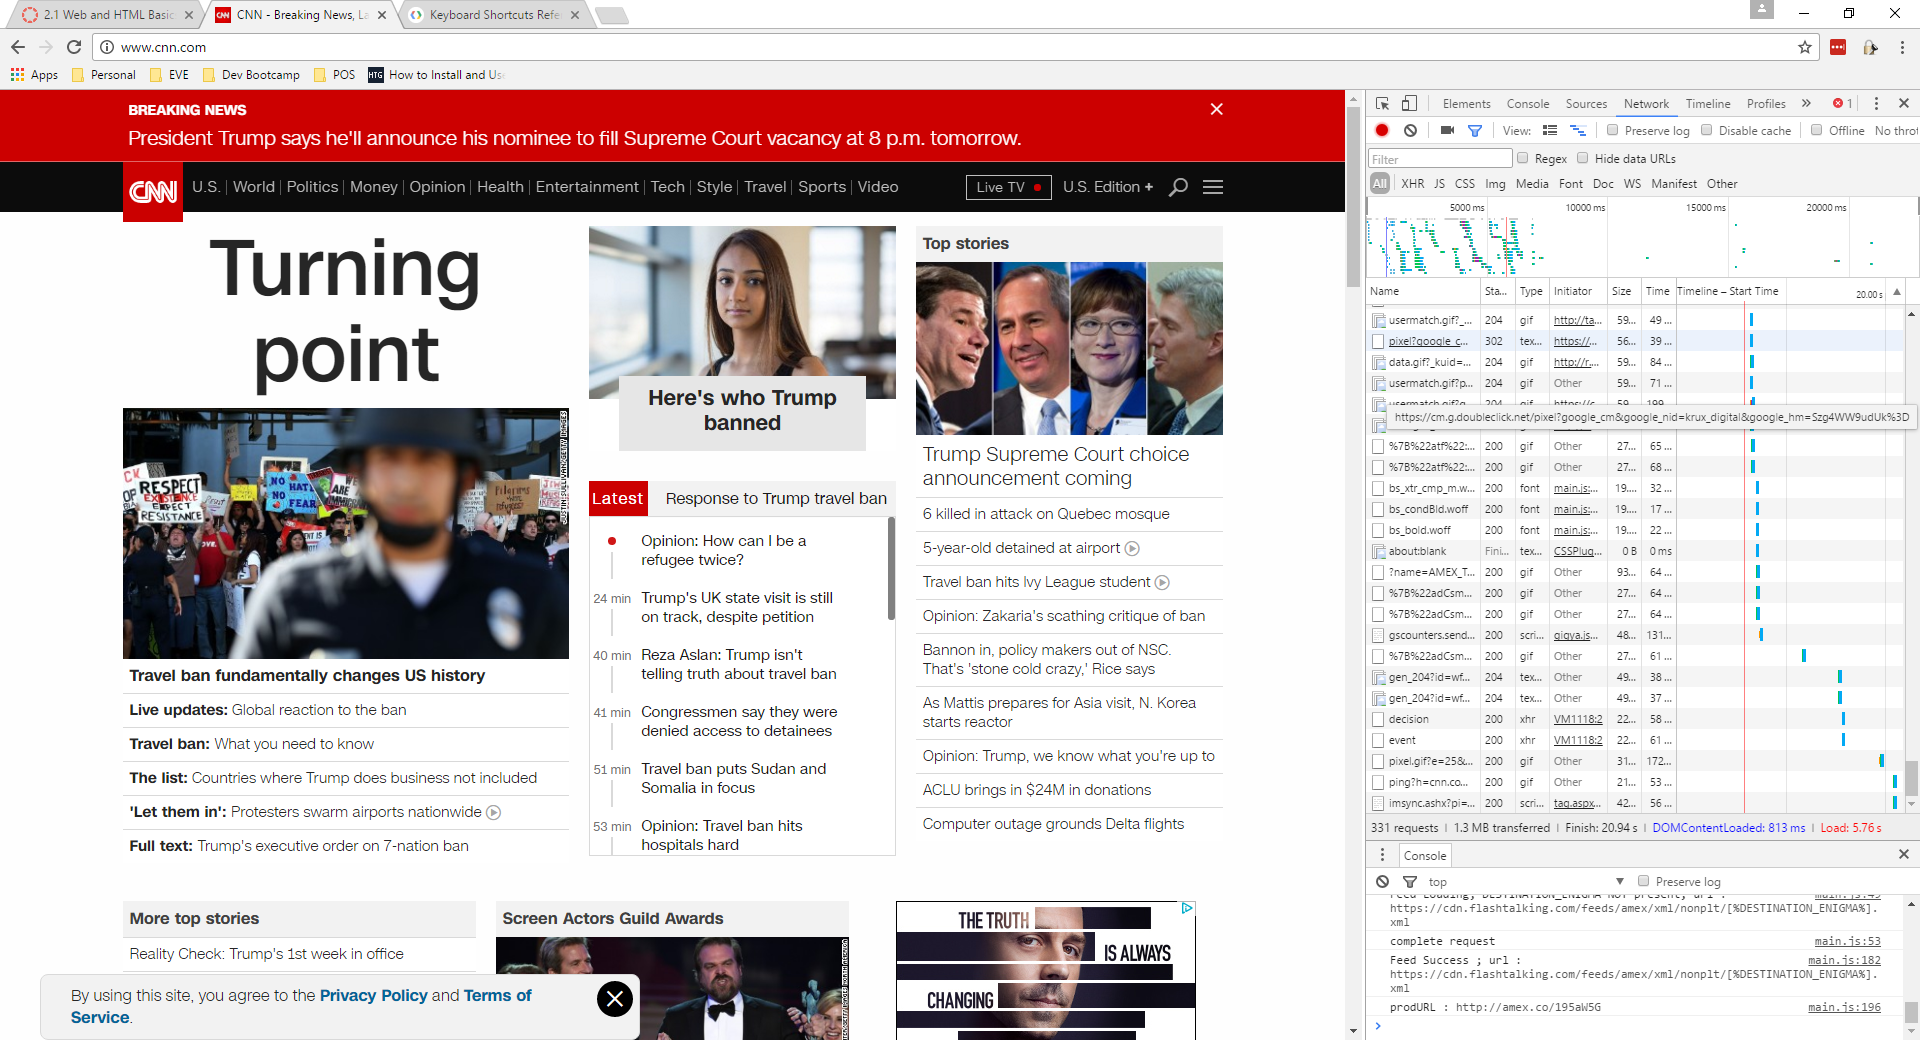 2.1 Web and HTML Basic
CNN - Breaking News, La
Keyboard Shortcuts Refe
www.cnn.com
Apps
Personal
EVE
Dev Bootcamp
POS
HTG
How to Install and Us
BREAKING NEWS
President Trump says he'll announce his nominee to fill Supreme Court vacancy at 8 p.m. tomorrow.
CNN
U.S.
World
Politics
Money
Opinion
Health
Entertainment
Tech
Style
Travel
Sports
Video
Live TV
U.S. Edition +
Turning
point
RESPECT
EXISTENCE
EXPECT
RESISTANCE
NO HATE
NO FEAR
Travel ban fundamentally changes US history
Live updates: Global reaction to the ban
Travel ban: What you need to know
The list: Countries where Trump does business not included
'Let them in': Protesters swarm airports nationwide
Full text: Trump's executive order on 7-nation ban
Here's who Trump
banned
Latest
Response to Trump travel ban
Opinion: How can I be a
refugee twice?
24 min
Trump's UK state visit is still
on track, despite petition
40 min
Reza Aslan: Trump isn't
telling truth about travel ban
41 min
Congressmen say they were
denied access to detainees
51 min
Travel ban puts Sudan and
Somalia in focus
53 min
Opinion: Travel ban hits
hospitals hard
Top stories
Trump Supreme Court choice
announcement coming
6 killed in attack on Quebec mosque
5-year-old detained at airport
Travel ban hits Ivy League student
Opinion: Zakaria's scathing critique of ban
Bannon in, policy makers out of NSC.
That's 'stone cold crazy,' Rice says
As Mattis prepares for Asia visit, N. Korea
starts reactor
Opinion: Trump, we know what you're up to
ACLU brings in $24M in donations
Computer outage grounds Delta flights
More top stories
Reality Check: Trump's 1st week in office
Screen Actors Guild Awards
THE TRUTH
IS ALWAYS
CHANGING
By using this site, you agree to the Privacy Policy and Terms of
Service.
Elements
Console
Sources
Network
Timeline
Profiles
1
View:
Preserve log
Disable cache
Offline
No throt
Filter
Regex
Hide data URLs
All
XHR
JS
CSS
Img
Media
Font
Doc
WS
Manifest
Other
5000 ms
10000 ms
15000 ms
20000 ms
Name
Sta...
Type
Initiator
Size
Time
Timeline – Start Time
20.00 s
usermatch.gif?_... 204 gif http://ta... 59... 49 ...
pixel?google_c... 302 tex... https://... 56... 39 ...
data.gif?_kuid=... 204 gif http://r... 59... 84 ...
usermatch.gif?p... 204 gif Other 59... 71 ...
https://cm.g.doubleclick.net/pixel?google_cm&google_nid=krux_digital&google_hm=Szg4WW9udUk%3D
%7B%22atf%22:... 200 gif Other 27... 65 ...
%7B%22atf%22:... 200 gif Other 27... 68 ...
bs_xtr_cmp_m.w... 200 font main.js:... 19.... 32 ...
bs_condBld.woff 200 font main.js:... 19.... 17 ...
bs_bold.woff 200 font main.js:... 19.... 22 ...
about:blank Fini... tex... CSSPlug... 0 B 0 ms
?name=AMEX_T... 200 gif Other 93... 64 ...
%7B%22adCsm... 200 gif Other 27... 64 ...
%7B%22adCsm... 200 gif Other 27... 64 ...
gscounters.send... 200 scri... gigya.js... 48... 131...
%7B%22adCsm... 200 gif Other 27... 61 ...
gen_204?id=wf... 204 tex... Other 49... 38 ...
gen_204?id=wf... 204 tex... Other 49... 37 ...
decision 200 xhr VM1118:2 22... 58 ...
event 200 xhr VM1118:2 22... 61 ...
pixel.gif?e=25&... 200 gif Other 31... 172...
ping?h=cnn.co... 200 gif Other 21... 53 ...
imsync.ashx?pi=... 200 scri... tag.aspx... 42... 56 ...
331 requests | 1.3 MB transferred | Finish: 20.94 s | DOMContentLoaded: 813 ms | Load: 5.76 s
Console
top
Preserve log
Feed Loading, DESTINATION_ENIGMA not present, url : main.js:45
https://cdn.flashtalking.com/feeds/amex/xml/nonplt/[%DESTINATION_ENIGMA%].
xml
complete request main.js:53
Feed Success ; url : main.js:182
https://cdn.flashtalking.com/feeds/amex/xml/nonplt/[%DESTINATION_ENIGMA%].
xml
prodURL : http://amex.co/195aW5G main.js:196